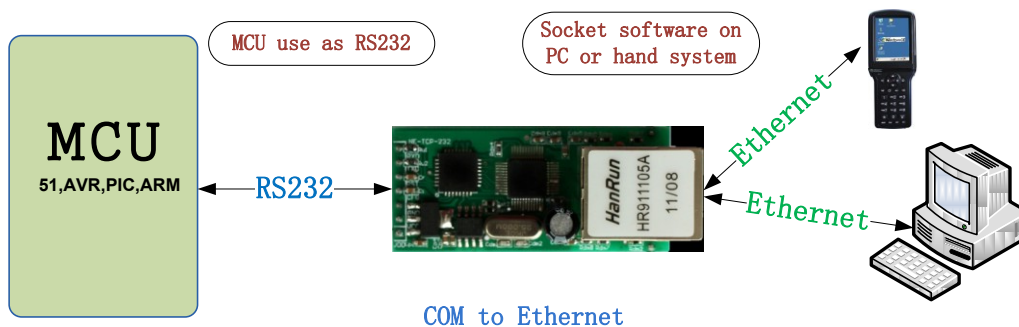 MCU use as RS232
Socket software on
PC or hand system
MCU
51,AVR,PIC,ARM
RS232
HanRun
HR911105A
11/08
Ethernet
Ethernet
COM to Ethernet